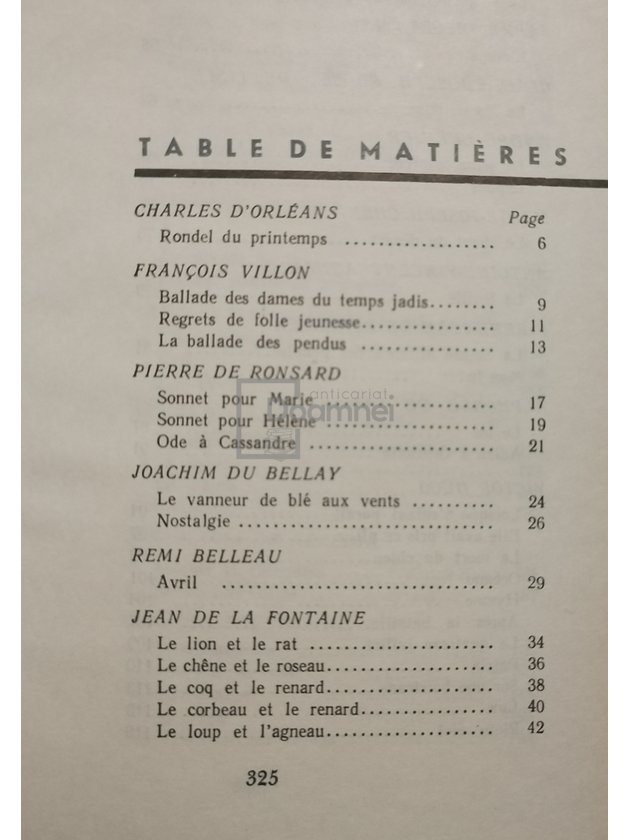 TABLE DE MATIÈRES
CHARLES D'ORLÉANS Page
Rondel du printemps .................. 6
FRANÇOIS VILLON
Ballade des dames du temps jadis........ 9
Regrets de folle jeunesse................ 11
La ballade des pendus ................ 13
PIERRE DE RONSARD
Sonnet pour Marie .................... 17
Sonnet pour Hélène .................... 19
Ode à Cassandre ...................... 21
JOACHIM DU BELLAY
Le vanneur de blé aux vents .......... 24
Nostalgie .............................. 26
REMI BELLEAU
Avril ................................ 29
JEAN DE LA FONTAINE
Le lion et le rat ...................... 34
Le chêne et le roseau.................... 36
Le coq et le renard.................... 38
Le corbeau et le renard................ 40
Le loup et l'agneau.................... 42
325
anticariat